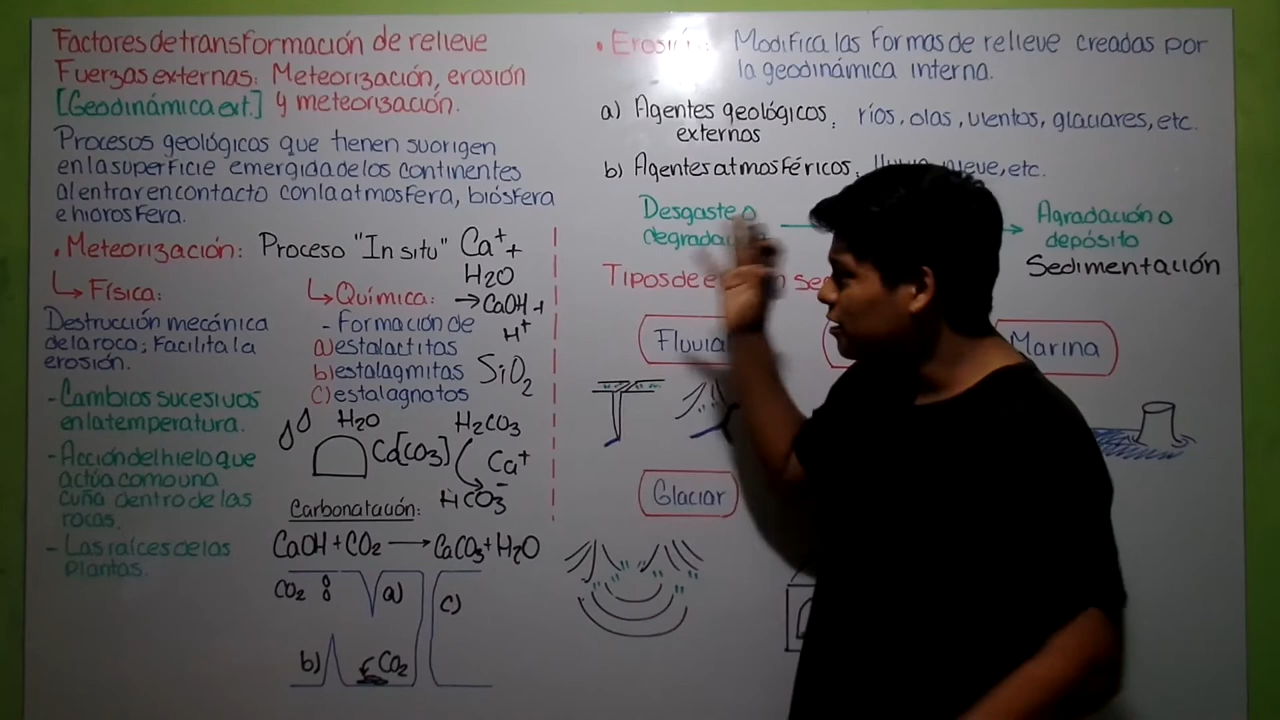 Factores de transformación de relieve
Fuerzas externas: Meteorización, erosión
[Geodinámica ext.] y meteorización.
Procesos geológicos que tienen su origen
en la superficie emergida de los continentes
al entrar en contacto con la atmosfera, biósfera
e hidrosfera.
• Meteorización: Proceso "In situ"
Ca⁺ +
H2O
→ CaOH +
H⁺
↳ Física:
Destrucción mecánica
de la roca; Facilita la
erosión.
- Cambios sucesivos
en la temperatura.
- Acción del hielo que
actúa como una
cuña dentro de las
rocas.
- Las raíces de las
plantas.
↳ Química:
- Formación de
a) estalactitas
b) estalagmitas
c) estalagnatos
SiO₂
H₂O
H₂CO₃
Ca⁺
HCO₃⁻
Carbonatación:
CaOH + CO₂ → CaCO₃ + H₂O
CO₂
a)
c)
b)
CO₂
• Erosión: Modifica las formas de relieve creadas por
la geodinámica interna.
a) Agentes geológicos
externos
: ríos, olas, vientos, glaciares, etc.
b) Agentes atmosféricos: lluvia, nieve, etc.
Desgaste o
→ Agradación o
depósito
Sedimentación
Tipos de
Fluvial
Marina
Glaciar